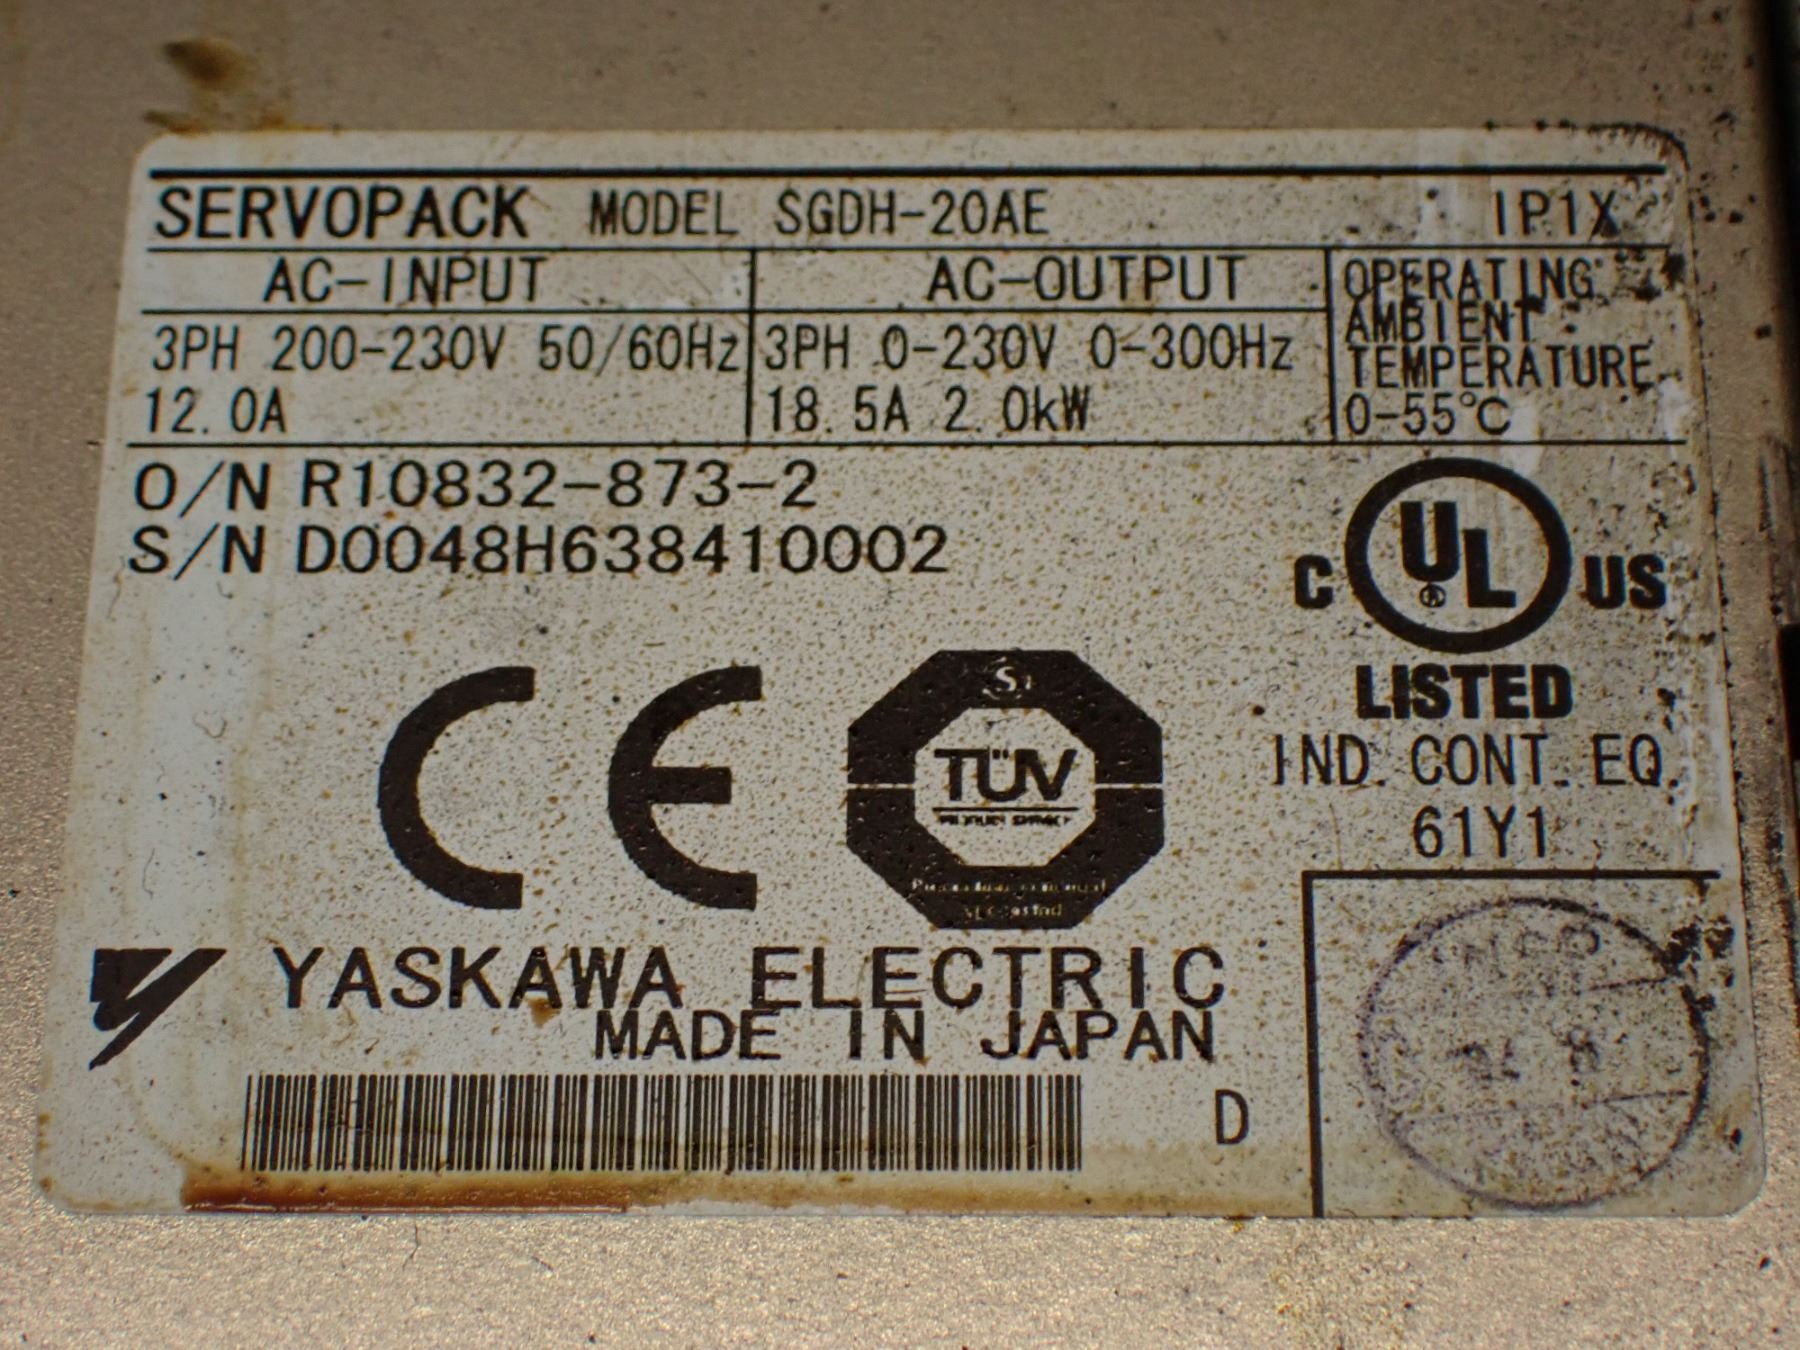 SERVOPACK MODEL SGDH-20AE IP1X
AC-INPUT AC-OUTPUT
3PH 200-230V 50/60Hz 3PH 0-230V 0-300Hz
12.0A 18.5A 2.0kW
OPERATING
AMBIENT
TEMPERATURE
0-55℃
O/N R10832-873-2
S/N D0048H638410002
C UL® US
LISTED
IND. CONT. EQ.
61Y1
CE
S
TÜV
YASKAWA ELECTRIC
MADE IN JAPAN
D